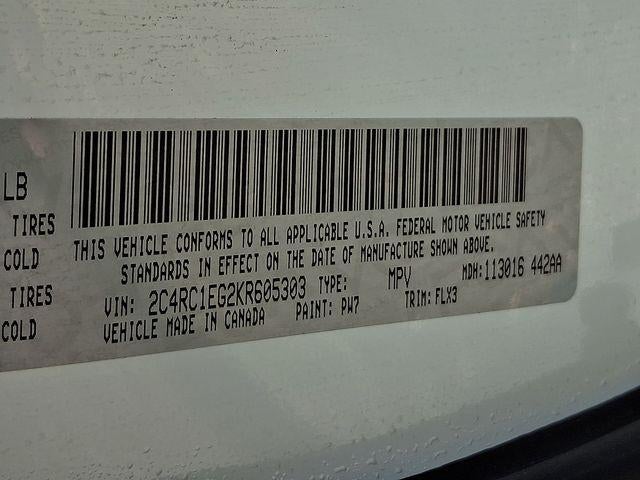 LB
TIRES
COLD
TIRES
COLD
THIS VEHICLE CONFORMS TO ALL APPLICABLE U.S.A. FEDERAL MOTOR VEHICLE SAFETY
STANDARDS IN EFFECT ON THE DATE OF MANUFACTURE SHOWN ABOVE.
VIN: 2C4RC1EG2KR605303 TYPE: MPV MDH:113016 442AA
VEHICLE MADE IN CANADA PAINT: PW7 TRIM: FLX3